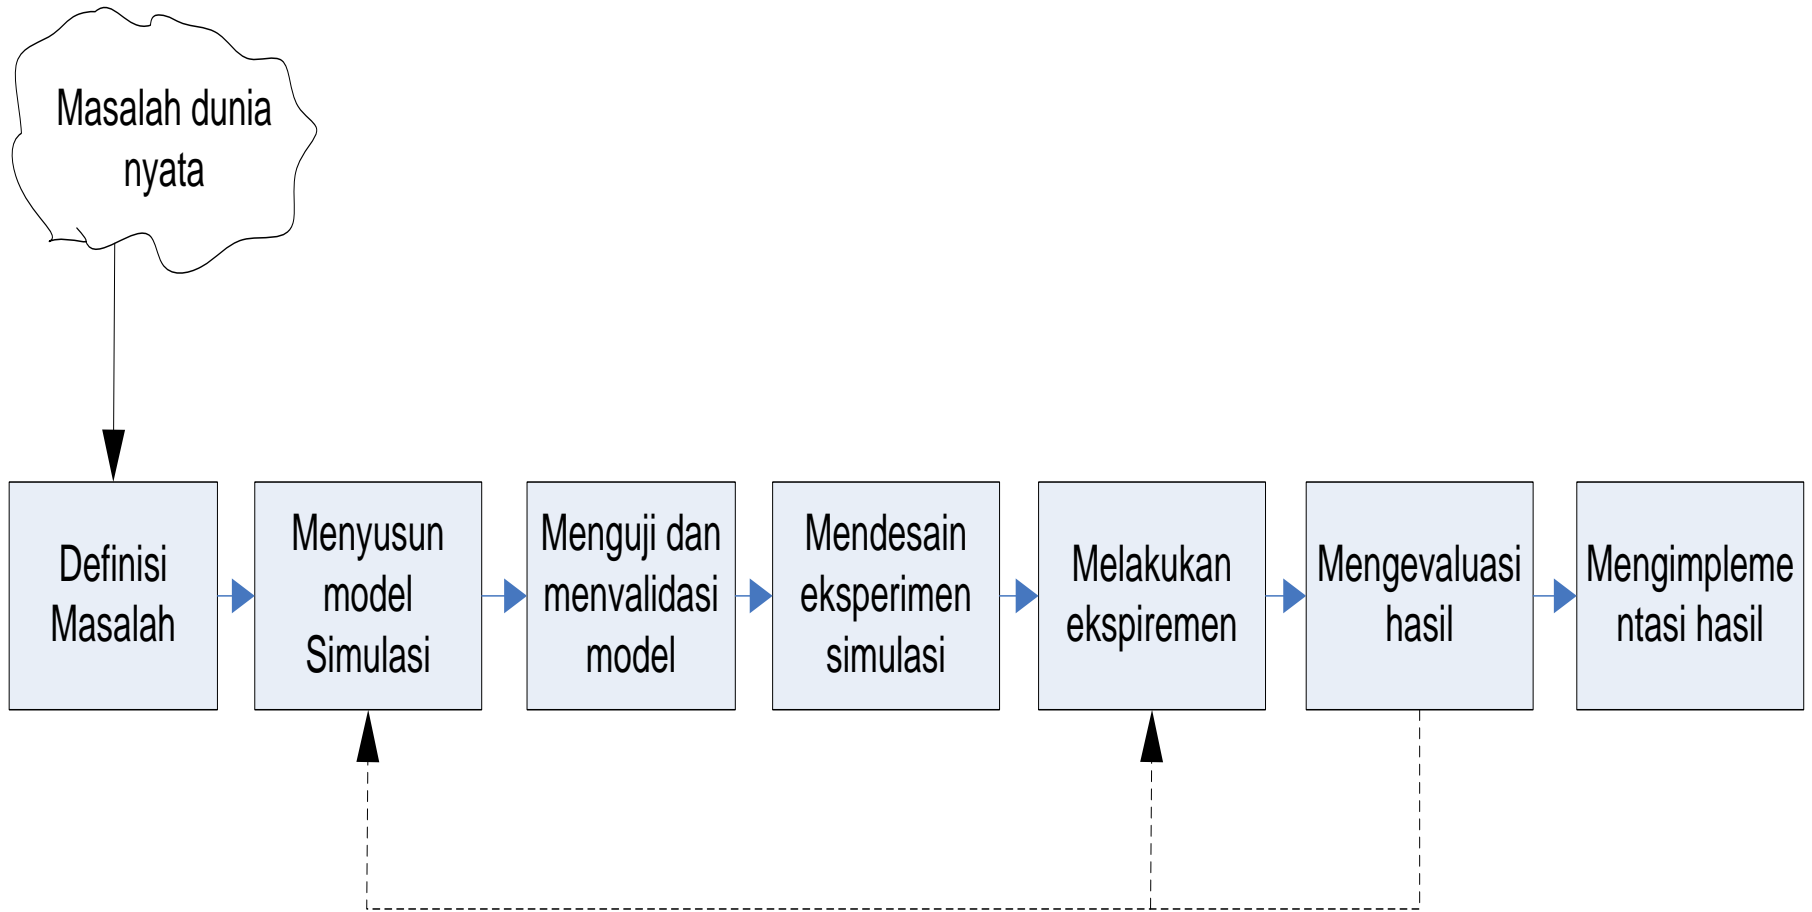 Masalah dunia
nyata
Definisi
Masalah
Menyusun
model
Simulasi
Menguji dan
menvalidasi
model
Mendesain
eksperimen
simulasi
Melakukan
ekspiremen
Mengevaluasi
hasil
Mengimpleme
ntasi hasil